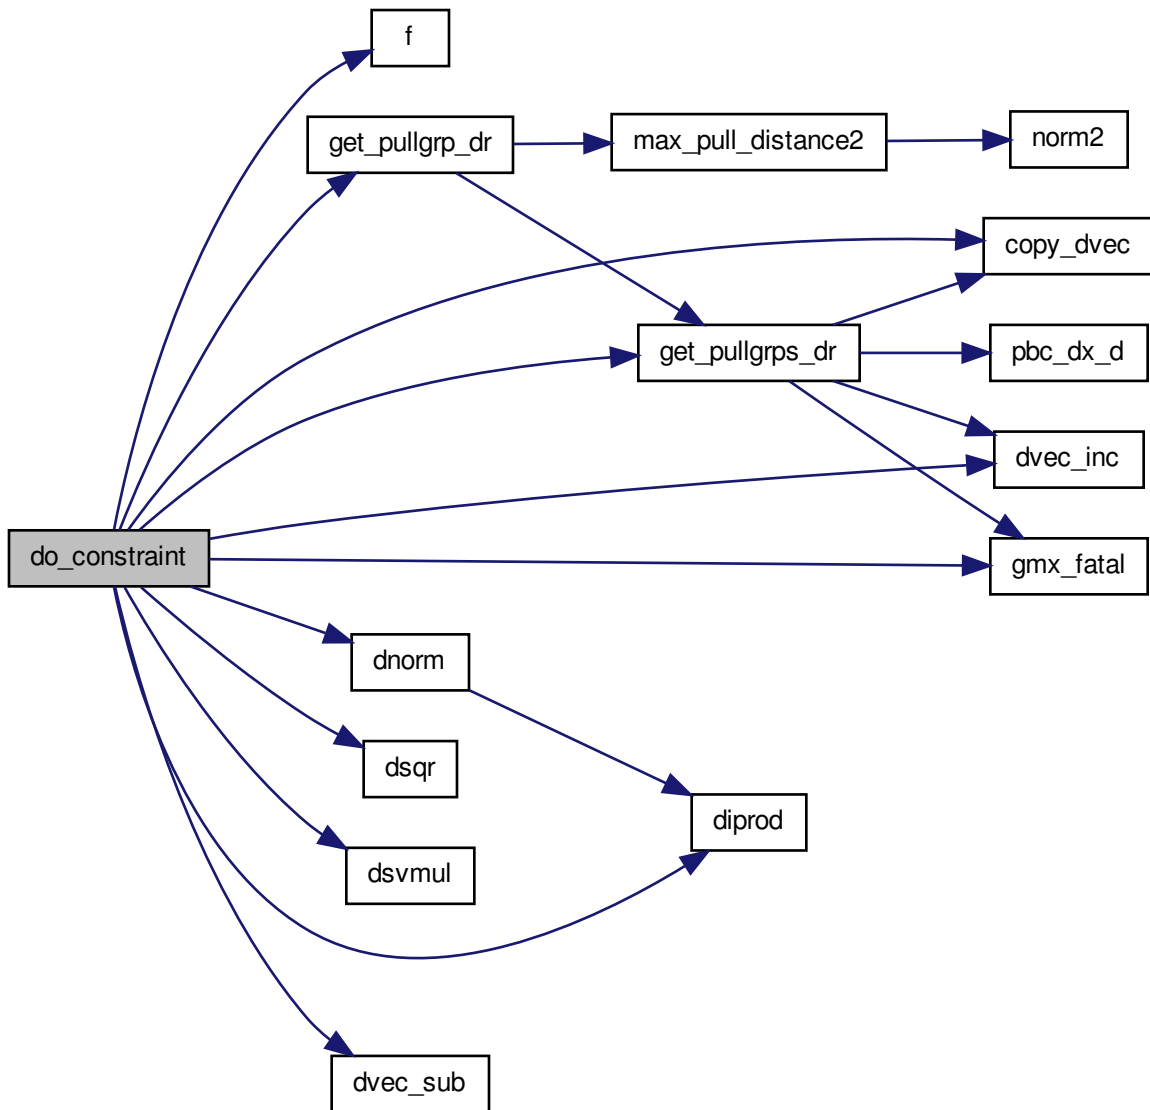 f
get_pullgrp_dr
max_pull_distance2
norm2
copy_dvec
get_pullgrps_dr
pbc_dx_d
dvec_inc
do_constraint
gmx_fatal
dnorm
dsqr
diprod
dsvmul
dvec_sub